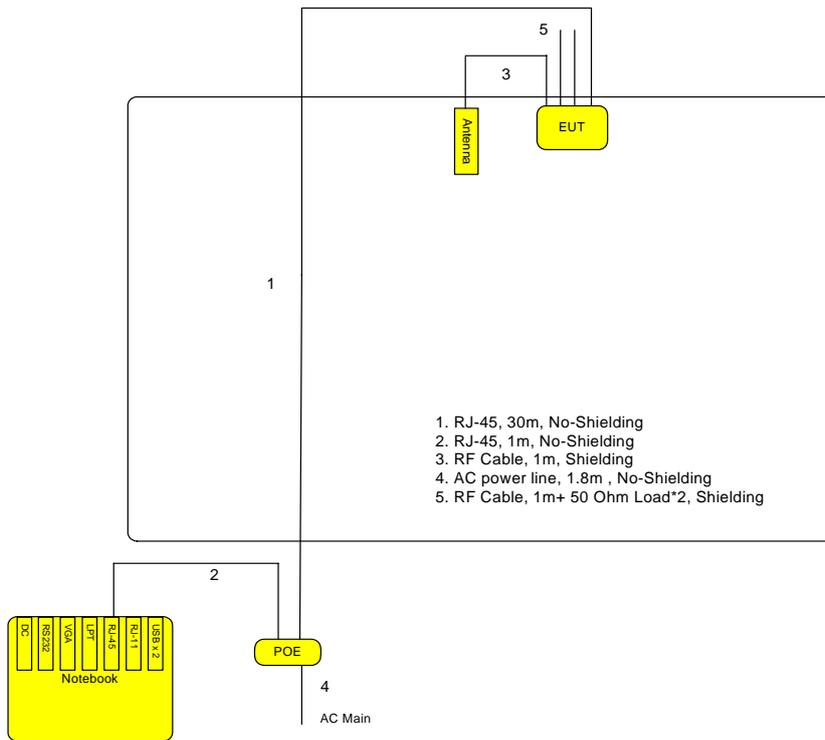 5
3
Antenna
EUT
1
1. RJ-45, 30m, No-Shielding
2. RJ-45, 1m, No-Shielding
3. RF Cable, 1m, Shielding
4. AC power line, 1.8m , No-Shielding
5. RF Cable, 1m+ 50 Ohm Load*2, Shielding
2
DC
RS232
VGA
LPT
RJ-45
RJ-11
USB x 2
Notebook
POE
4
AC Main